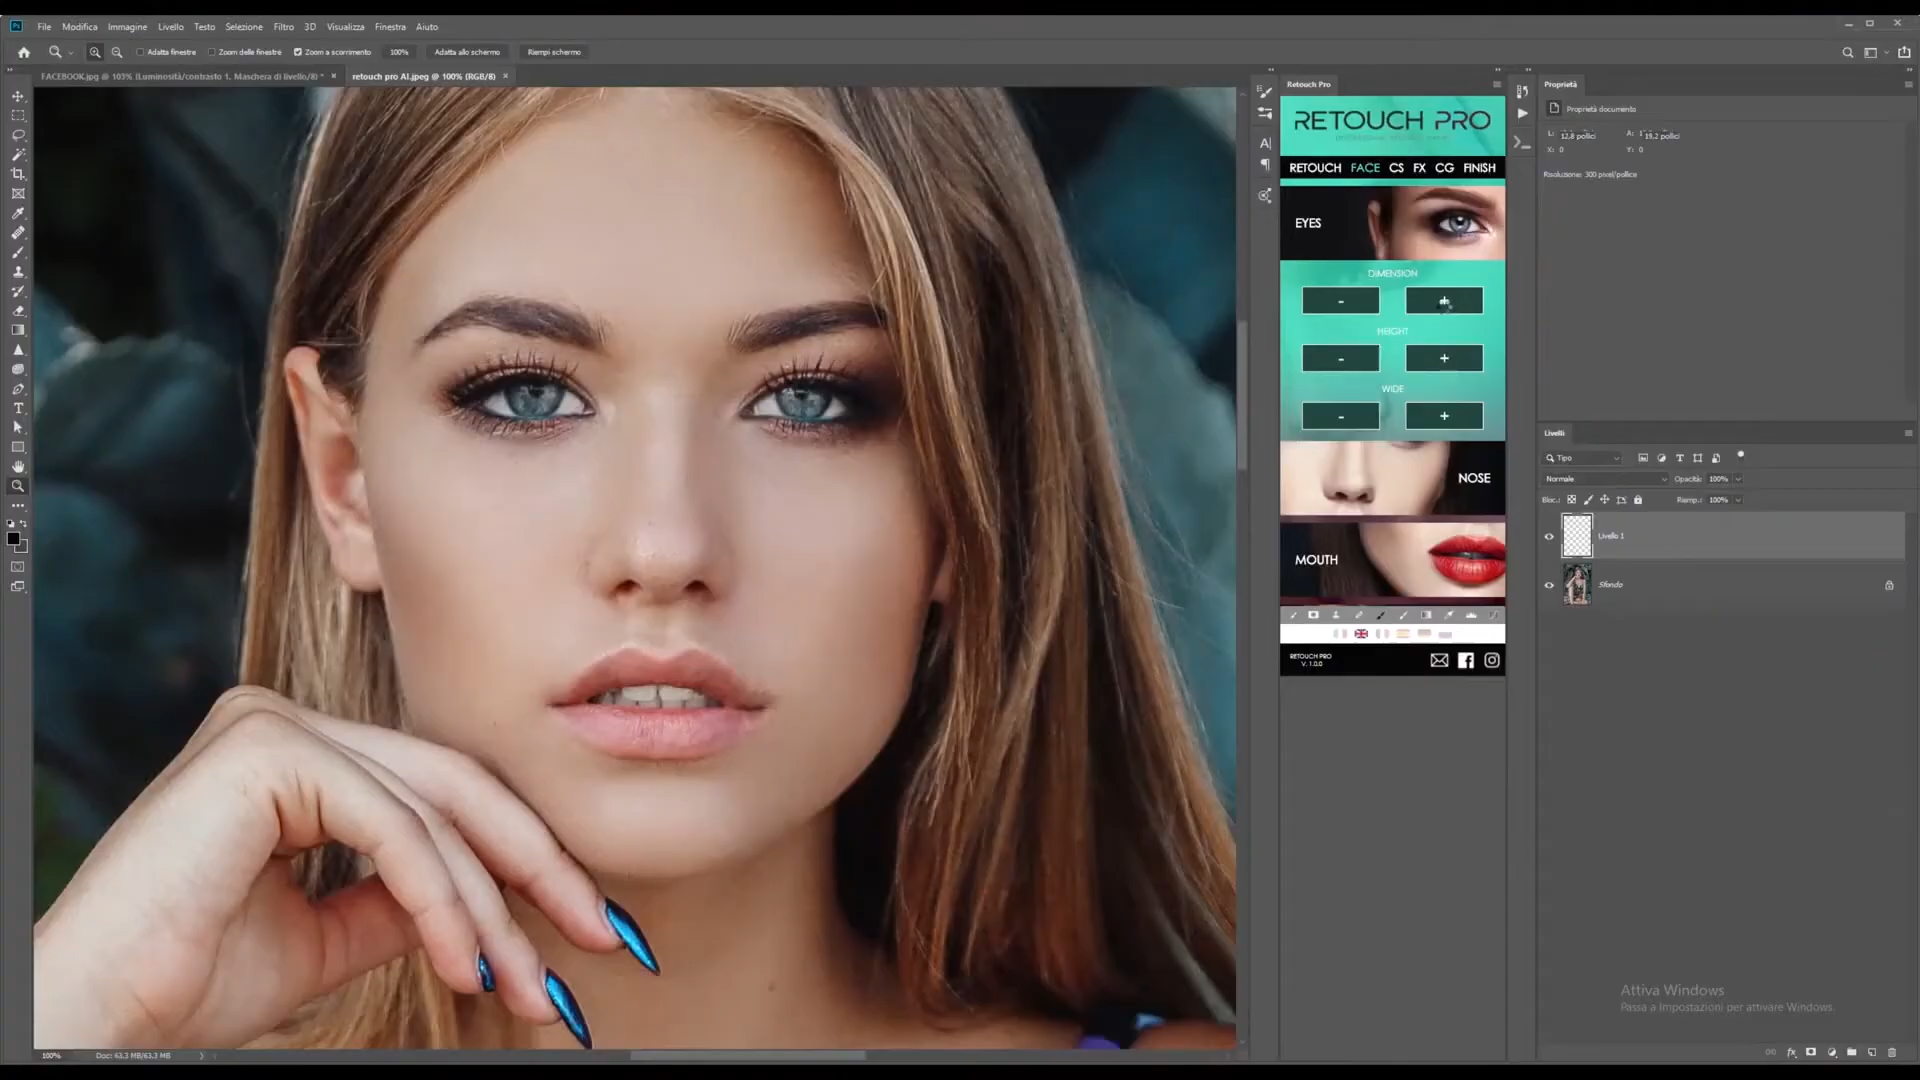 File Modifica Immagine Livello Testo Selezione Filtro 3D Visualizza Finestra Aiuto
Adatta finestre Zoom delle finestre Zoom a scorrimento 100% Adatta allo schermo Riempi schermo
FACEBOOK.jpg @ 103% (Luminosità/contrasto 1, Maschera di livello/8) * retouch pro AI.jpeg @ 100% (RGB/8)
Retouch Pro
RETOUCH PRO
RETOUCH FACE CS FX CG FINISH
EYES
DIMENSION
- +
HEIGHT
- +
WIDE
- +
NOSE
MOUTH
RETOUCH PRO
V. 1.0.0
Proprietà
Proprietà documento
L: 12,8 pollici A: 19,2 pollici
X: 0 Y: 0
Risoluzione: 300 pixel/pollice
Livelli
Tipo
Normale Opacità: 100%
Bloc.: Riemp.: 100%
Livello 1
Sfondo
Attiva Windows
Passa a Impostazioni per attivare Windows.
100% Doc: 63,3 MB/63,3 MB